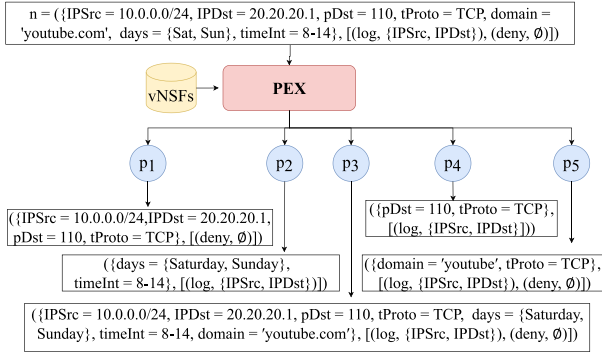 n = ({IPSrc = 10.0.0.0/24, IPDst = 20.20.20.1, pDst = 110, tProto = TCP, domain =
'youtube.com', days = {Sat, Sun}, timeInt = 8-14}, [(log, {IPSrc, IPDst}), (deny, ∅)])
vNSFs
PEX
p1
p2
p3
p4
p5
({IPSrc = 10.0.0.0/24,IPDst = 20.20.20.1,
pDst = 110, tProto = TCP}, [(deny, ∅)])
({pDst = 110, tProto = TCP},
[(log, {IPSrc, IPDst}]))
({days = {Saturday, Sunday},
timeInt = 8-14}, [(log, {IPSrc, IPDst})])
({domain = 'youtube', tProto = TCP},
[(log, {IPSrc, IPDst}), (deny, ∅)])
({IPSrc = 10.0.0.0/24, IPDst = 20.20.20.1, pDst = 110, tProto = TCP, days = {Saturday,
Sunday}, timeInt = 8-14, domain = 'youtube.com'}, [(log, {IPSrc, IPDst}), (deny, ∅)])